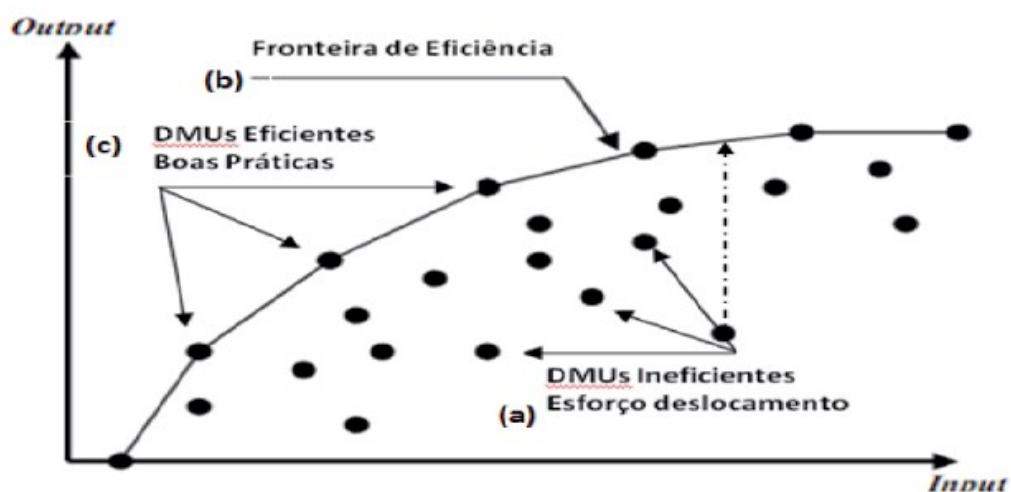 Output
Fronteira de Eficiência
(b)
(c)
DMUs Eficientes
Boas Práticas
DMUs Ineficientes
Esforço deslocamento
(a)
Input